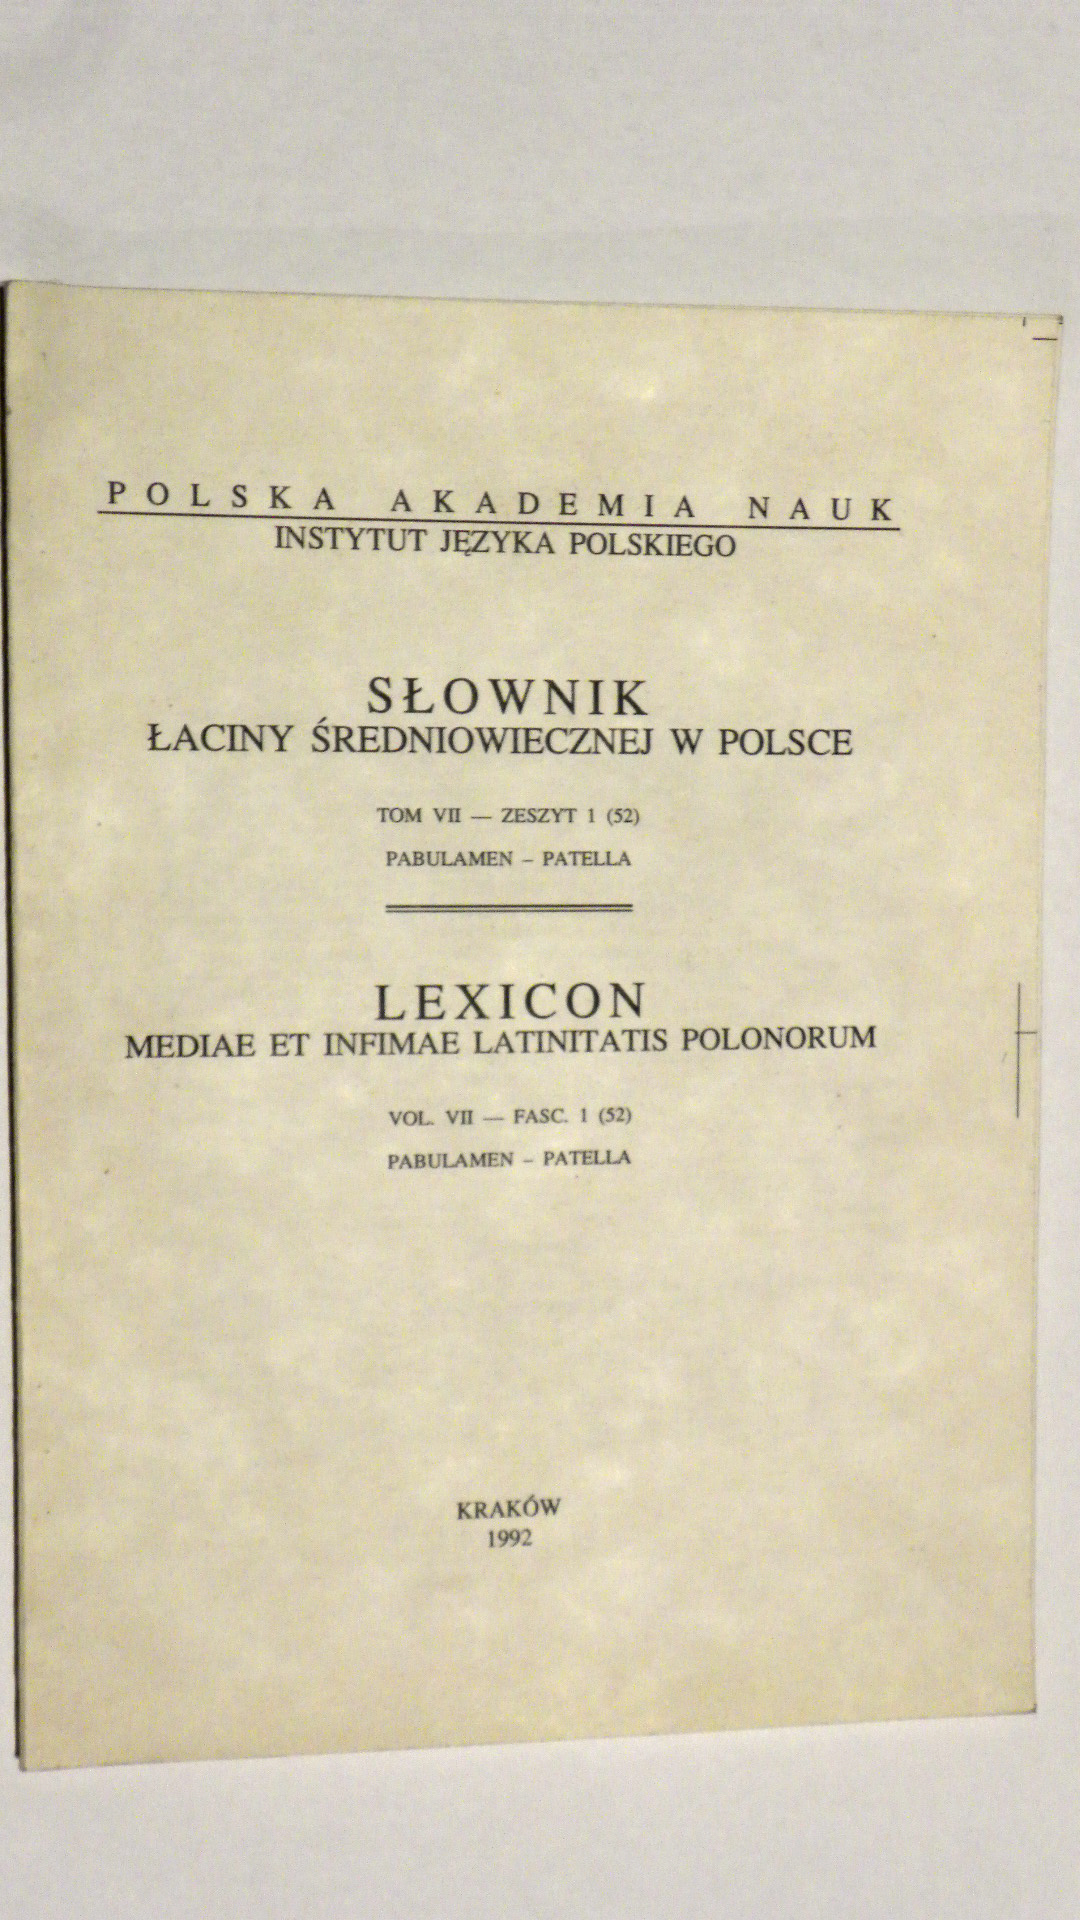 POLSKA AKADEMIA NAUK
INSTYTUT JĘZYKA POLSKIEGO
SŁOWNIK
ŁACINY ŚREDNIOWIECZNEJ W POLSCE
TOM VII — ZESZYT 1 (52)
PABULAMEN – PATELLA
LEXICON
MEDIAE ET INFIMAE LATINITATIS POLONORUM
VOL. VII — FASC. 1 (52)
PABULAMEN – PATELLA
KRAKÓW
1992